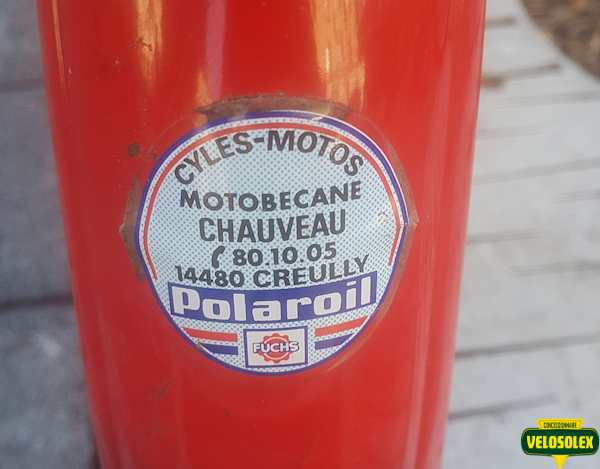 CYLES-MOTOS
MOTOBECANE
CHAUVEAU
80.10.05
14480 CREULLY
Polaroil
FUCHS
CONCESSIONNAIRE
VELOSOLEX